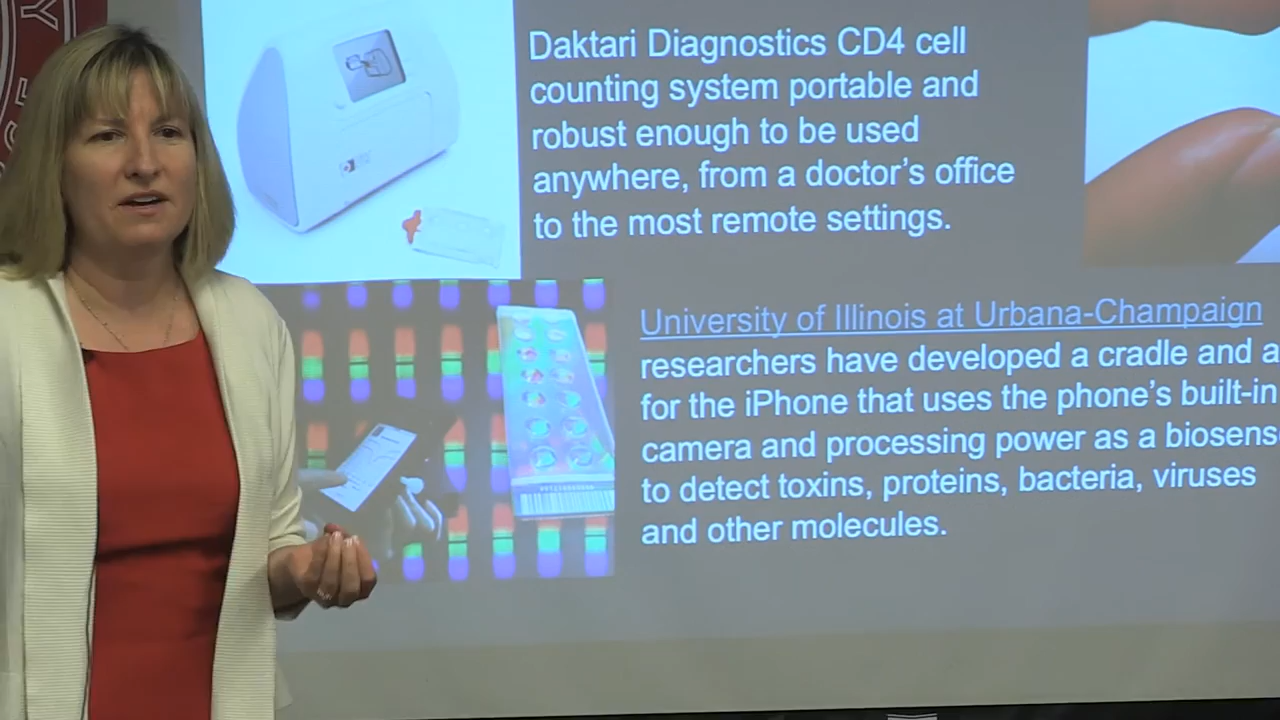 Daktari Diagnostics CD4 cell
counting system portable and
robust enough to be used
anywhere, from a doctor's office
to the most remote settings.
University of Illinois at Urbana-Champaign
researchers have developed a cradle and a
for the iPhone that uses the phone's built-in
camera and processing power as a biosens
to detect toxins, proteins, bacteria, viruses
and other molecules.